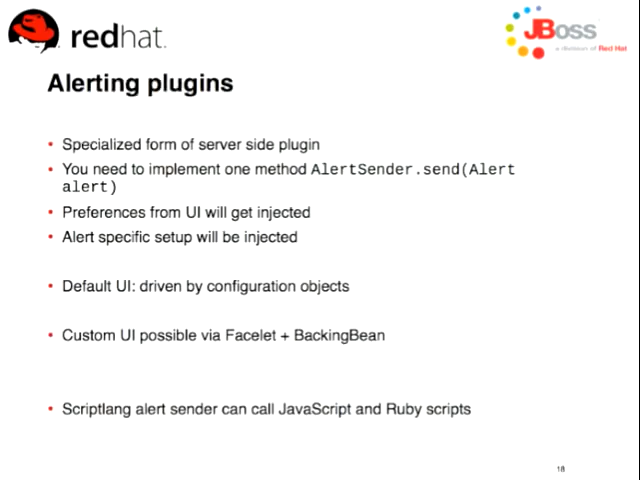 redhat.
JBoss
a division of Red Hat
Alerting plugins
• Specialized form of server side plugin
• You need to implement one method AlertSender.send(Alert
alert)
• Preferences from UI will get injected
• Alert specific setup will be injected
• Default UI: driven by configuration objects
• Custom UI possible via Facelet + BackingBean
• Scriptlang alert sender can call JavaScript and Ruby scripts
18